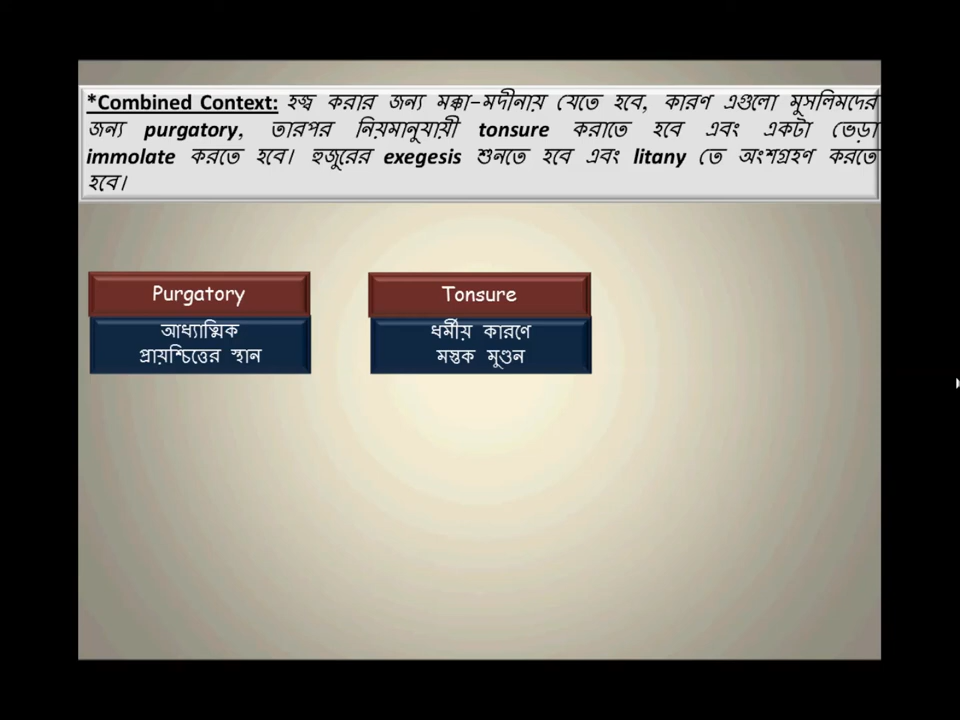 *Combined Context: হজ্ব করার জন্য মক্কা-মদীনায় যেতে হবে, কারণ এগুলো মুসলিমদের
জন্য purgatory, তারপর নিয়মানুযায়ী tonsure করাতে হবে এবং একটা ভেড়া
immolate করতে হবে। হুজুরের exegesis শুনতে হবে এবং litany তে অংশগ্রহণ করতে
হবে।
Purgatory
আধ্যাত্মিক
প্রায়শ্চিত্তের স্থান
Tonsure
ধর্মীয় কারণে
মস্তক মুণ্ডন